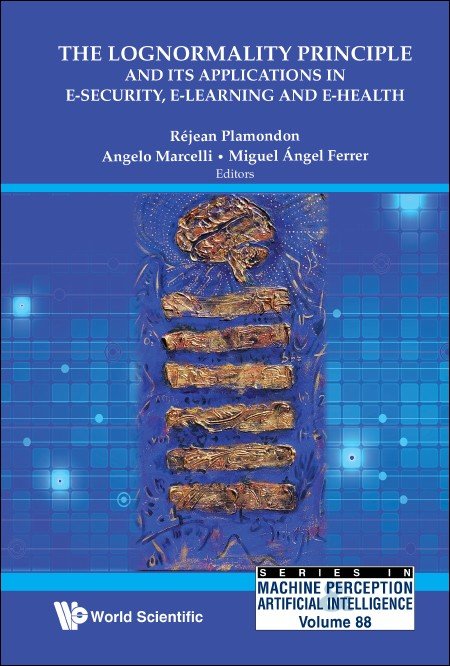 THE LOGNORMALITY PRINCIPLE
AND ITS APPLICATIONS IN
E-SECURITY, E-LEARNING AND E-HEALTH
Réjean Plamondon
Angelo Marcelli • Miguel Ángel Ferrer
Editors
World Scientific
SERIES IN
MACHINE PERCEPTION
ARTIFICIAL INTELLIGENCE
Volume 88